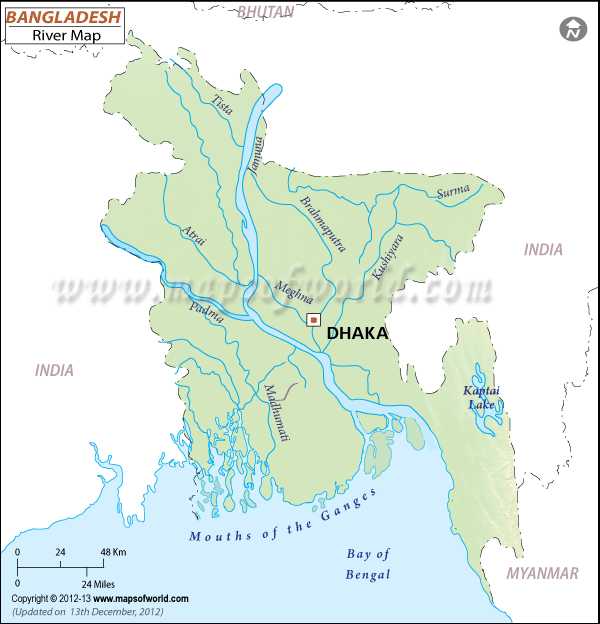 BANGLADESH
River Map
BHUTAN
N
Tista
Jamuna
Surma
Brahmaputra
Atrai
Kushiyara
INDIA
www.mapsofworld.com
Meghna
Padma
DHAKA
INDIA
Kaptai
Lake
Madhumati
Mouths of the Ganges
Bay of
Bengal
0 24 48 Km
0 24 Miles
MYANMAR
Copyright © 2012-13 www.mapsofworld.com
(Updated on 13th December, 2012)